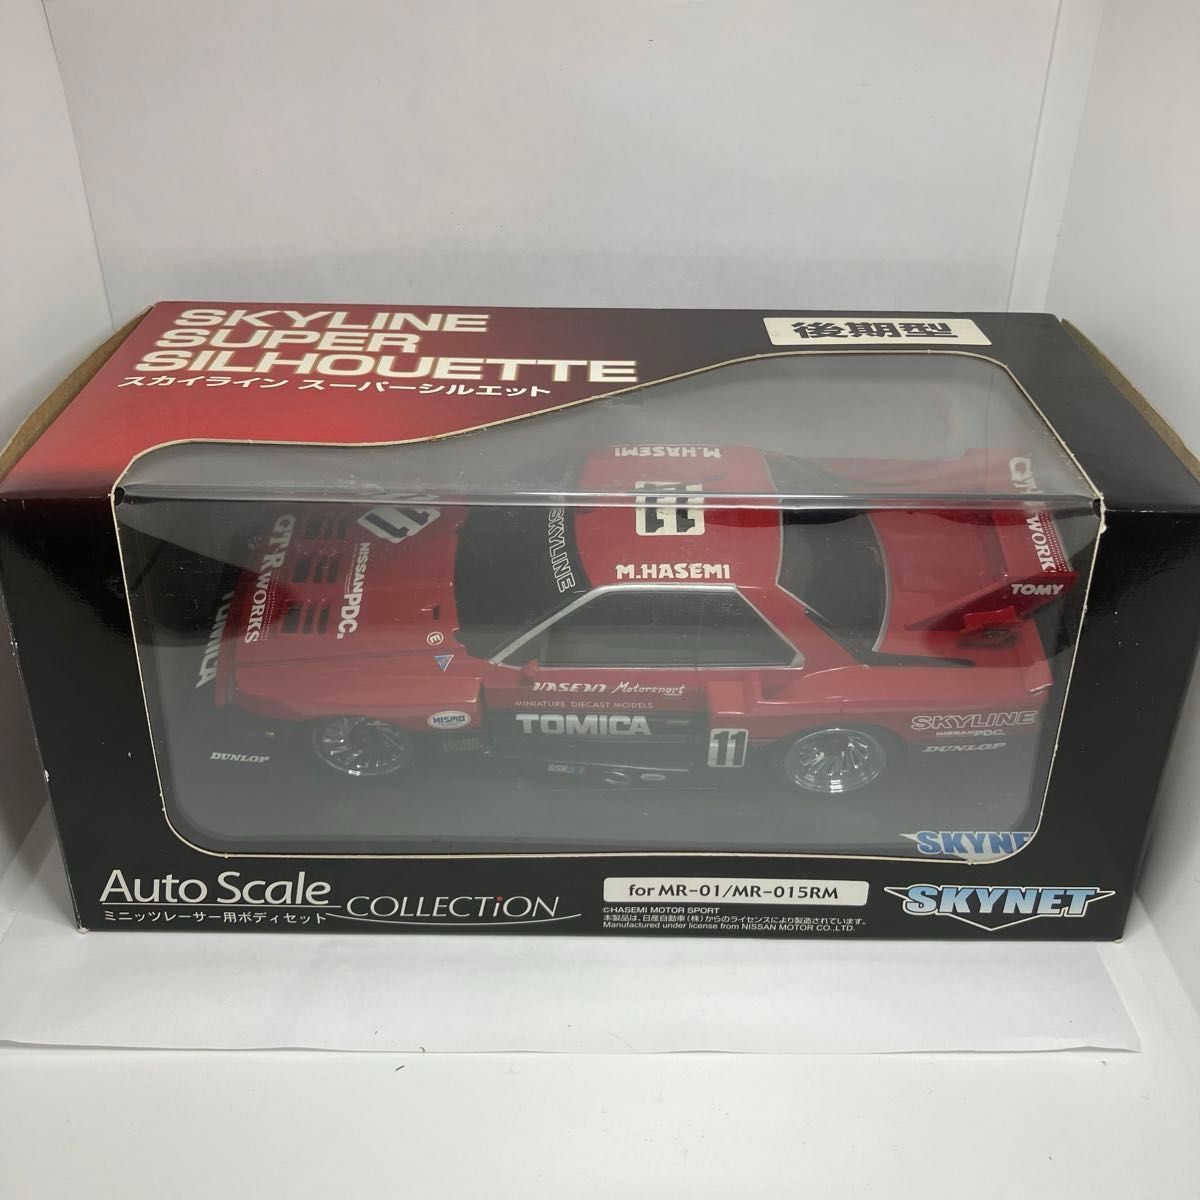 SKYLINE
SUPER
SILHOUETTE
スカイライン スーパーシルエット
後期型
M.HASEMI
11
11
SKYLINE
M.HASEMI
GT-R WORKS
NISSAN PDC.
TOMICA
WORKS
TOMY
E
HASEMI Motorsport
MINIATURE DIECAST MODELS
TOMICA
NISMO
11
DUNLOP
SKYLINE
NISSAN PDC.
DUNLOP
SKYNE
Auto Scale
COLLECTiON
ミニッツレーサー用ボディセット
for MR-01/MR-015RM
©HASEMI MOTOR SPORT
本製品は、日産自動車(株)からのライセンスにより製造されています。
Manufactured under license from NISSAN MOTOR CO.,LTD.
SKYNET